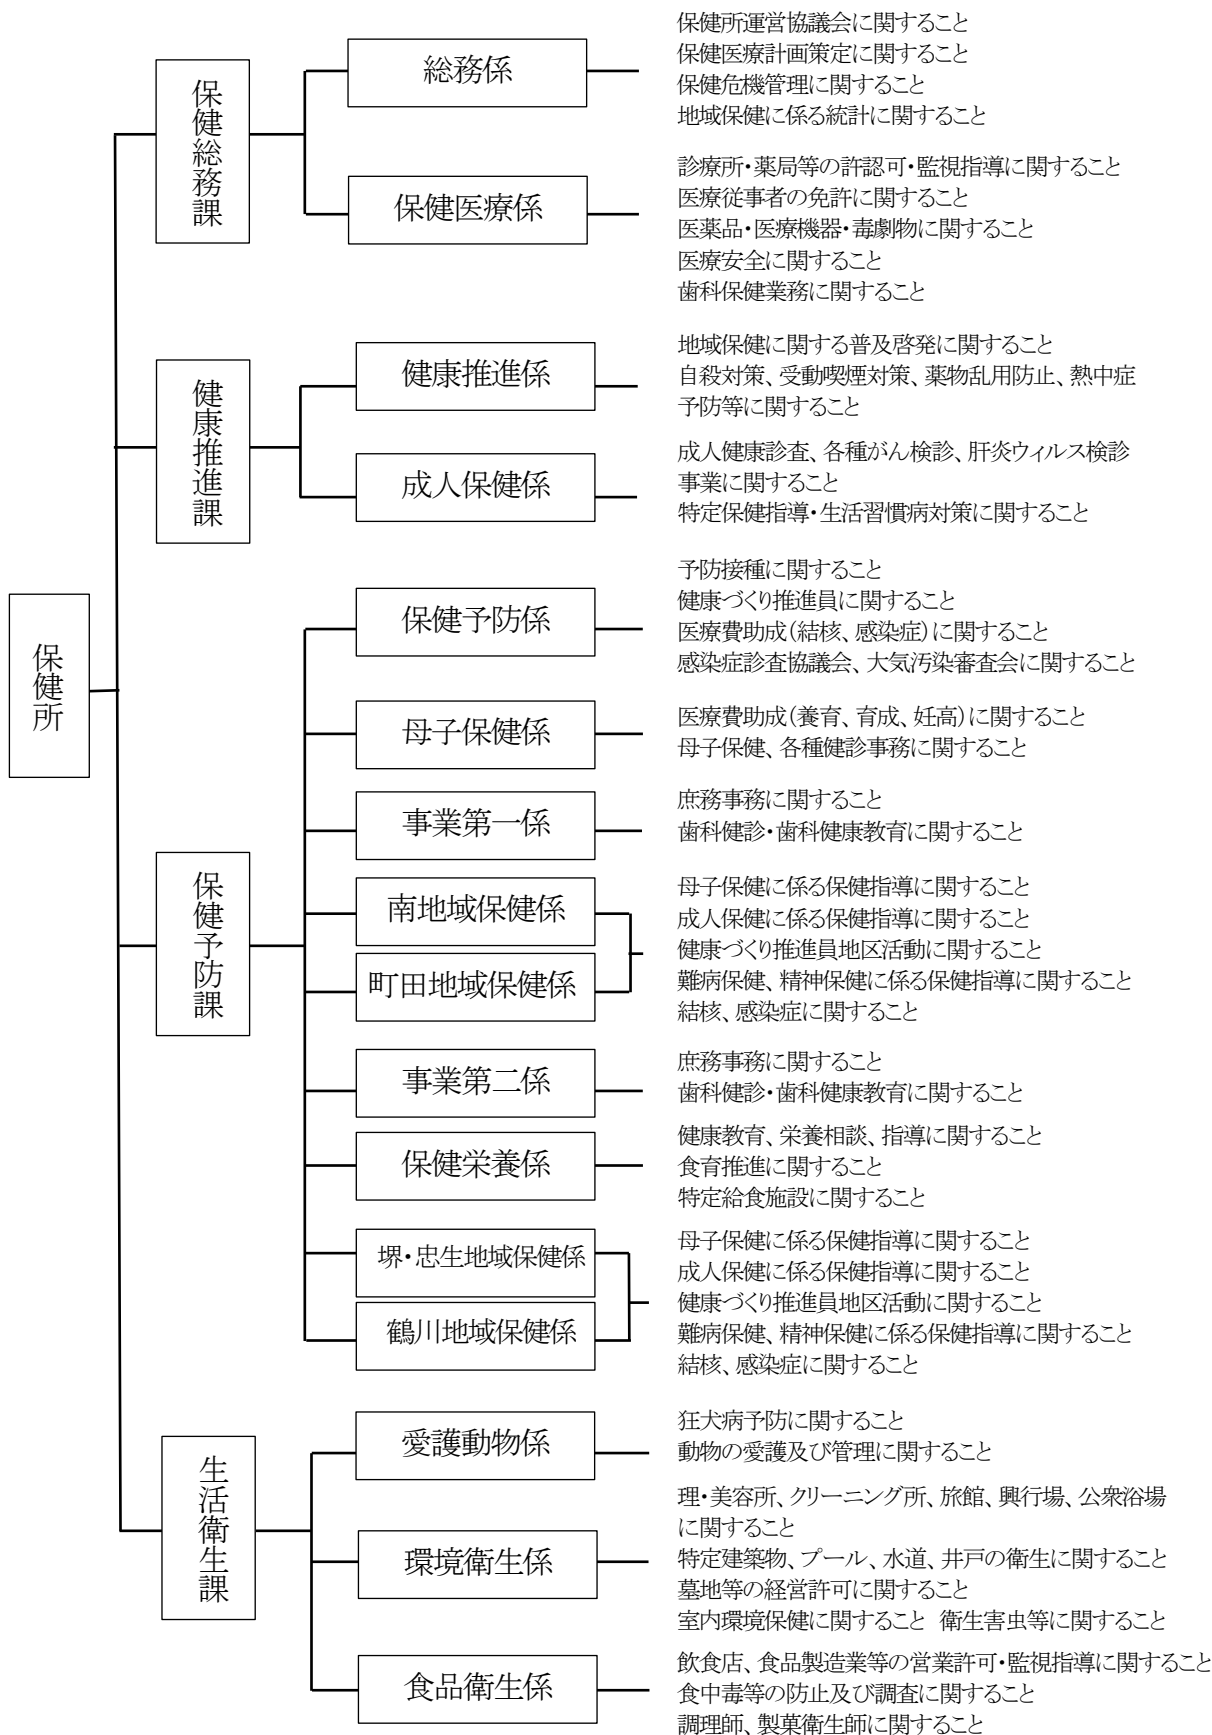 保健所
保健総務課
総務係
保健所運営協議会に関すること
保健医療計画策定に関すること
保健危機管理に関すること
地域保健に係る統計に関すること
保健医療係
診療所・薬局等の許認可・監視指導に関すること
医療従事者の免許に関すること
医薬品・医療機器・毒劇物に関すること
医療安全に関すること
歯科保健業務に関すること
健康推進課
健康推進係
地域保健に関する普及啓発に関すること
自殺対策、受動喫煙対策、薬物乱用防止、熱中症
予防等に関すること
成人保健係
成人健康診査、各種がん検診、肝炎ウィルス検診
事業に関すること
特定保健指導・生活習慣病対策に関すること
保健予防課
保健予防係
予防接種に関すること
健康づくり推進員に関すること
医療費助成（結核、感染症）に関すること
感染症診査協議会、大気汚染審査会に関すること
母子保健係
医療費助成（養育、育成、妊高）に関すること
母子保健、各種健診事務に関すること
事業第一係
庶務事務に関すること
歯科健診・歯科健康教育に関すること
南地域保健係
町田地域保健係
母子保健に係る保健指導に関すること
成人保健に係る保健指導に関すること
健康づくり推進員地区活動に関すること
難病保健、精神保健に係る保健指導に関すること
結核、感染症に関すること
事業第二係
庶務事務に関すること
歯科健診・歯科健康教育に関すること
保健栄養係
健康教育、栄養相談、指導に関すること
食育推進に関すること
特定給食施設に関すること
堺・忠生地域保健係
鶴川地域保健係
母子保健に係る保健指導に関すること
成人保健に係る保健指導に関すること
健康づくり推進員地区活動に関すること
難病保健、精神保健に係る保健指導に関すること
結核、感染症に関すること
生活衛生課
愛護動物係
狂犬病予防に関すること
動物の愛護及び管理に関すること
環境衛生係
理・美容所、クリーニング所、旅館、興行場、公衆浴場
に関すること
特定建築物、プール、水道、井戸の衛生に関すること
墓地等の経営許可に関すること
室内環境保健に関すること 衛生害虫等に関すること
食品衛生係
飲食店、食品製造業等の営業許可・監視指導に関すること
食中毒等の防止及び調査に関すること
調理師、製菓衛生師に関すること